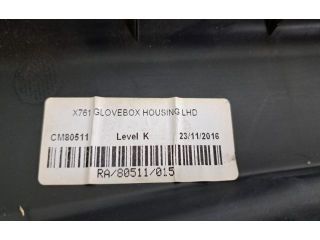 X761 GLOVEBOX HOUSING LHD
CM80511 Level K 23/11/2016
RA/80511/015